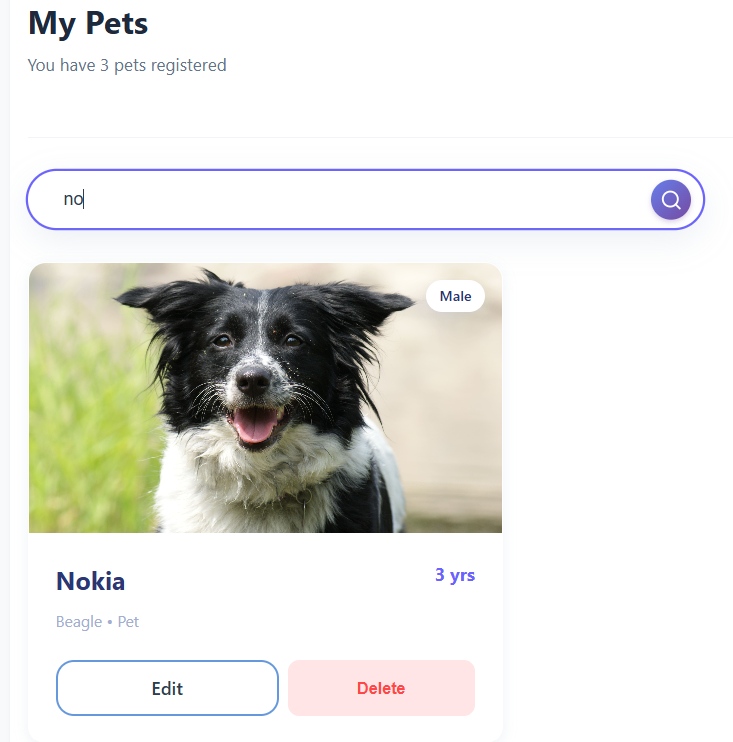 My Pets
You have 3 pets registered
no
Male
Nokia
3 yrs
Beagle • Pet
Edit
Delete